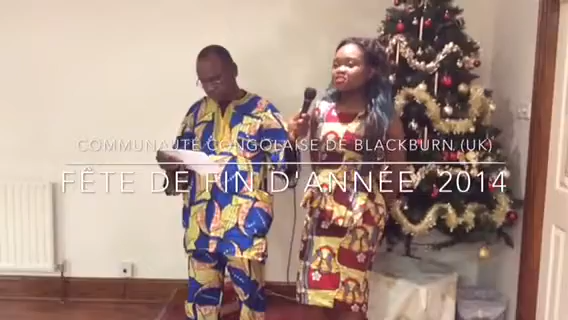 COMMUNAUTÉ CONGOLAISE DE BLACKBURN (UK)
FÊTE DE FIN D'ANNÉE 2014